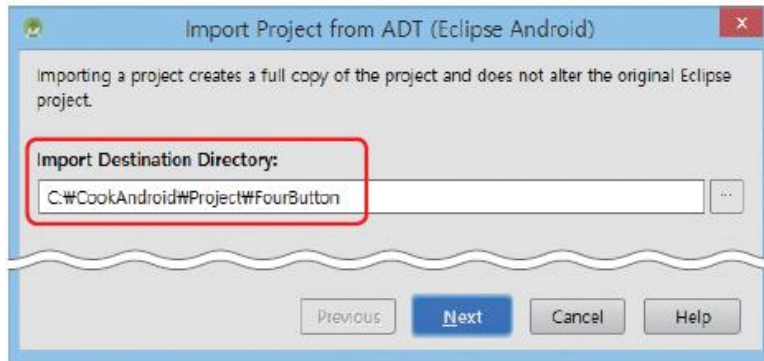 Import Project from ADT (Eclipse Android)
Importing a project creates a full copy of the project and does not alter the original Eclipse
project.
Import Destination Directory:
C:₩CookAndroid₩Project₩FourButton
...
Previous Next Cancel Help